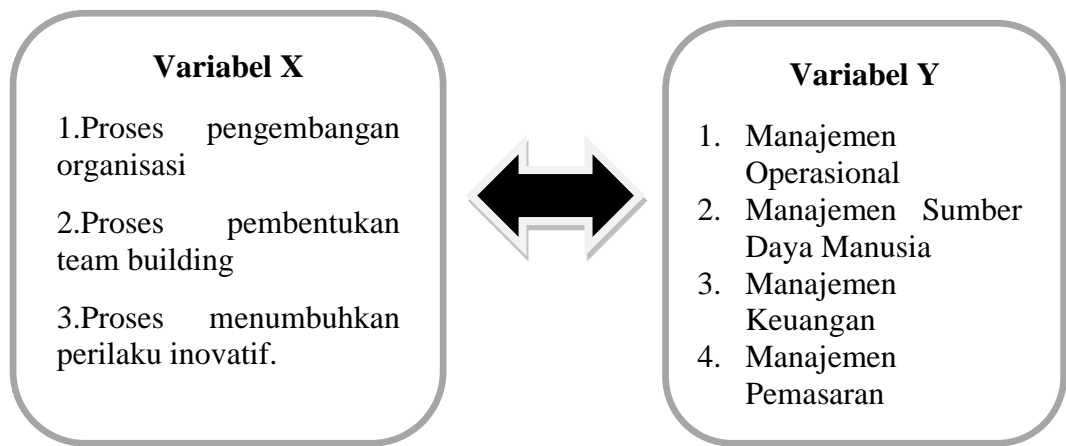 Variabel X
1.Proses pengembangan
organisasi
2.Proses pembentukan
team building
3.Proses menumbuhkan
perilaku inovatif.
Variabel Y
1. Manajemen
Operasional
2. Manajemen Sumber
Daya Manusia
3. Manajemen
Keuangan
4. Manajemen
Pemasaran